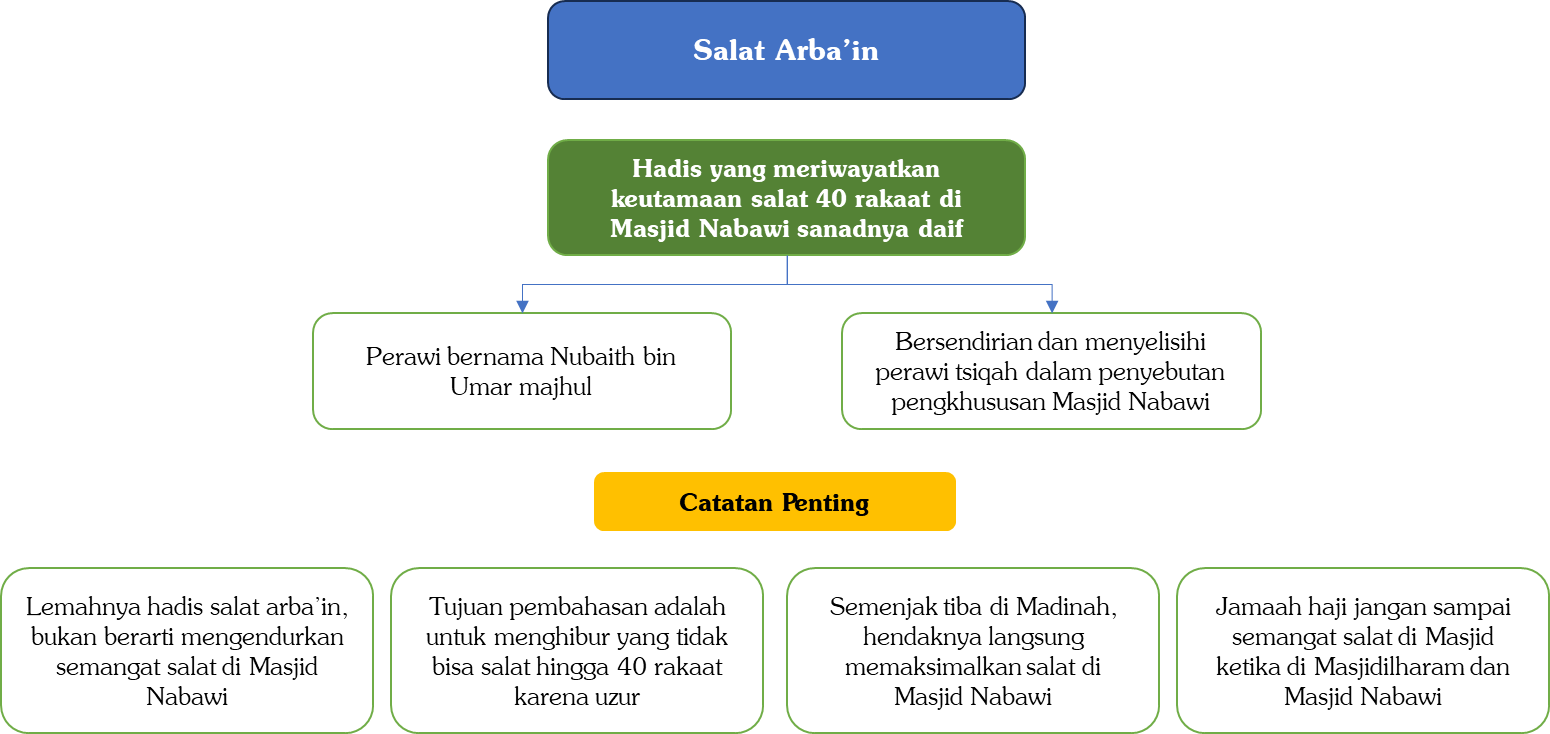 Salat Arba’in
Hadis yang meriwayatkan
keutamaan salat 40 rakaat di
Masjid Nabawi sanadnya daif
Perawi bernama Nubaith bin
Umar majhul
Bersendirian dan menyelisihi
perawi tsiqah dalam penyebutan
pengkhususan Masjid Nabawi
Catatan Penting
Lemahnya hadis salat arba’in,
bukan berarti mengendurkan
semangat salat di Masjid
Nabawi
Tujuan pembahasan adalah
untuk menghibur yang tidak
bisa salat hingga 40 rakaat
karena uzur
Semenjak tiba di Madinah,
hendaknya langsung
memaksimalkan salat di
Masjid Nabawi
Jamaah haji jangan sampai
semangat salat di Masjid
ketika di Masjidilharam dan
Masjid Nabawi